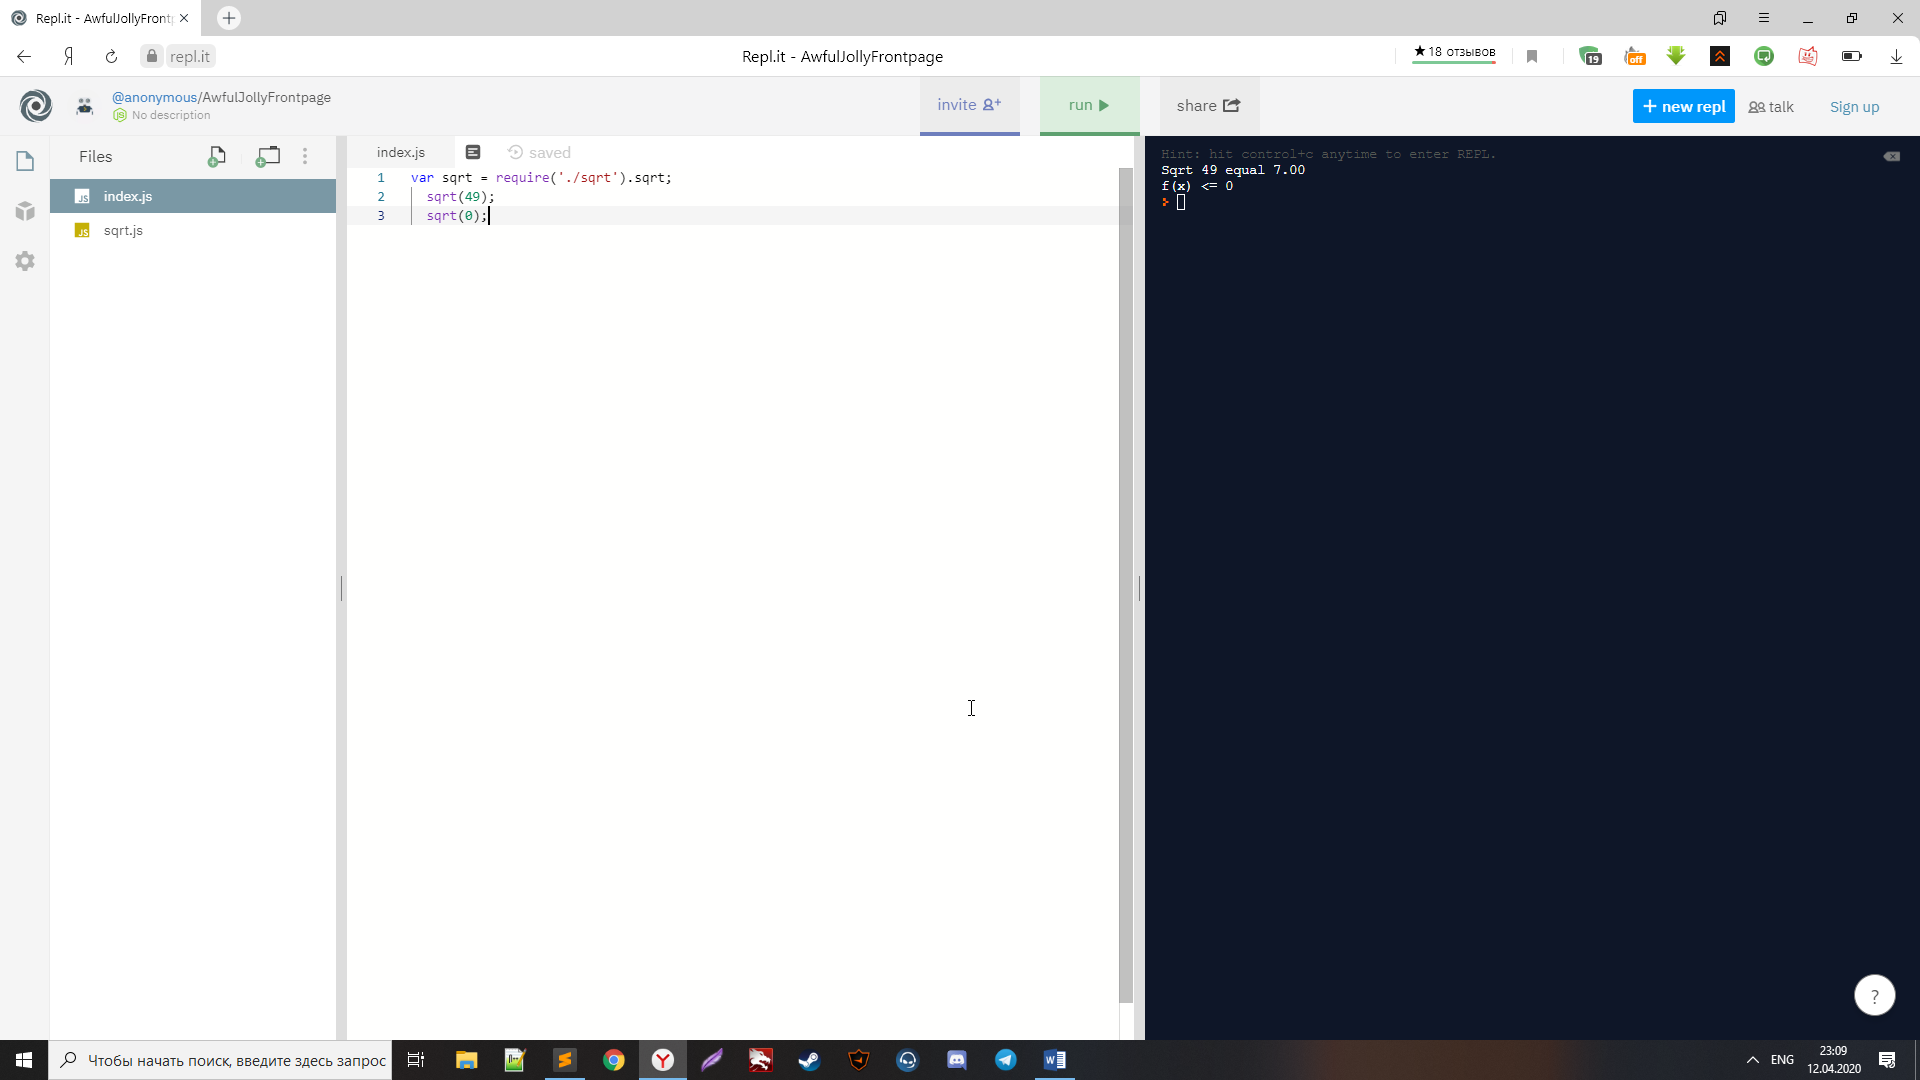 Repl.it - AwfulJollyFront
repl.it
Repl.it - AwfulJollyFrontpage
★ 18 отзывов
19
off
@anonymous/AwfulJollyFrontpage
No description
invite
run
share
+ new repl
talk
Sign up
Files
index.js
sqrt.js
index.js
saved
1 var sqrt = require('./sqrt').sqrt;
2 sqrt(49);
3 sqrt(0);
Hint: hit control+c anytime to enter REPL.
Sqrt 49 equal 7.00
f(x) <= 0
?
Чтобы начать поиск, введите здесь запрос
ENG
23:09
12.04.2020